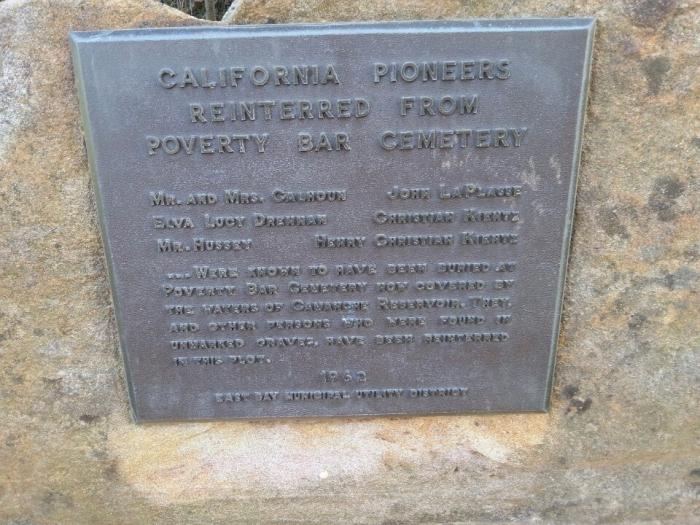 CALIFORNIA PIONEERS
REINTERRED FROM
POVERTY BAR CEMETERY
MR. AND MRS. CALHOUN JOHN LAPLASSE
ELVA LUCY DRENNAN CHRISTIAN KIENTZ
MR. HUSSEY HENRY CHRISTIAN KIENTZ
... WERE KNOWN TO HAVE BEEN BURIED AT
POVERTY BAR CEMETERY NOW COVERED BY
THE WATERS OF CAMANCHE RESERVOIR. THEY,
AND OTHER PERSONS WHO WERE FOUND IN
UNMARKED GRAVES, HAVE BEEN REINTERRED
IN THIS PLOT.
1962
EAST BAY MUNICIPAL UTILITY DISTRICT